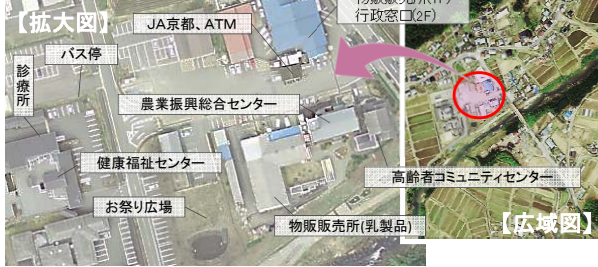 【拡大図】
JA京都、ATM
行政窓口(2F)
バス停
診療所
農業振興総合センター
健康福祉センター
高齢者コミュニティセンター
お祭り広場
物販販売所(乳製品)
【広域図】